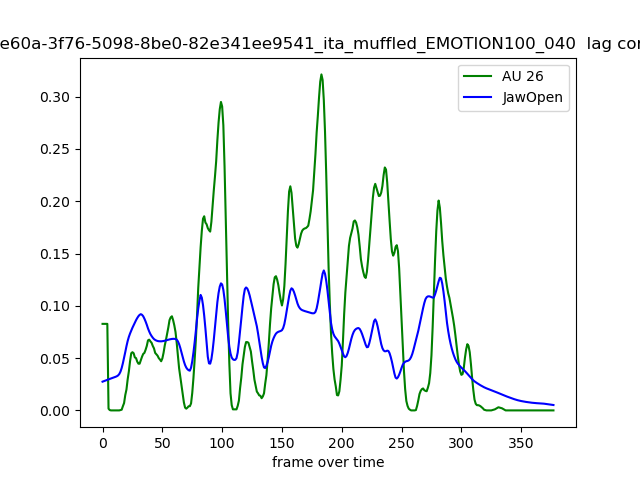 e60a-3f76-5098-8be0-82e341ee9541_ita_muffled_EMOTION100_040 lag
AU 26
JawOpen
0.30
0.25
0.20
0.15
0.10
0.05
0.00
0 50 100 150 200 250 300 350
frame over time